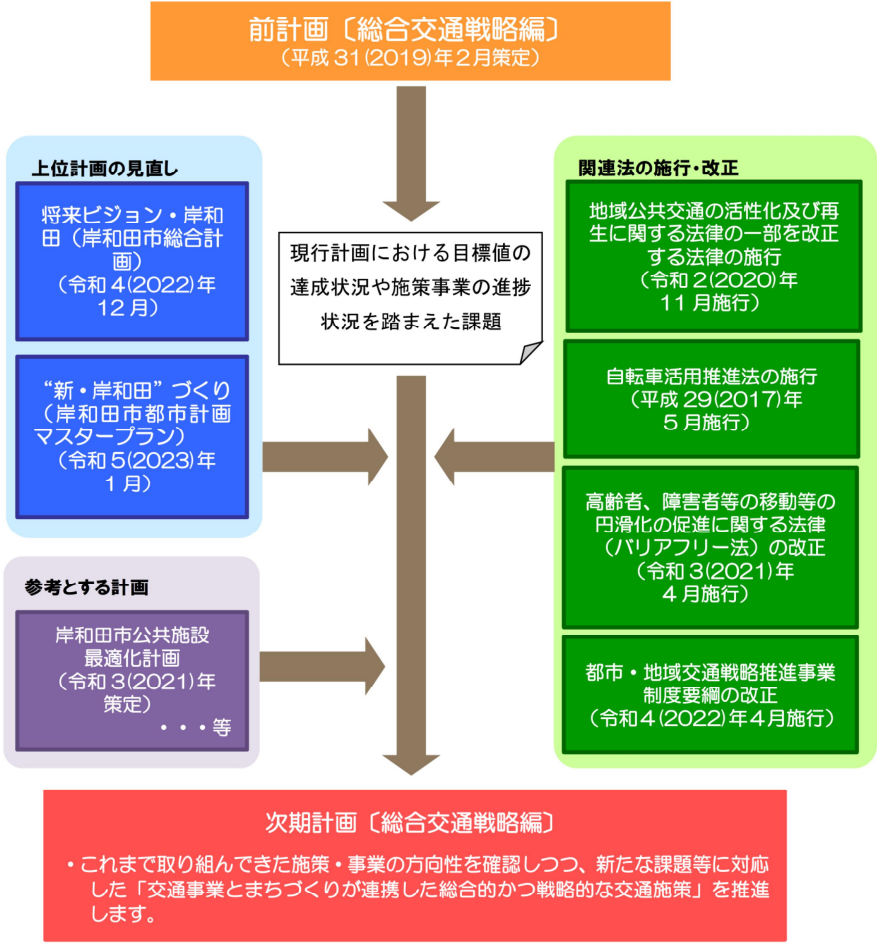 前計画〔総合交通戦略編〕
（平成31(2019)年2月策定）
上位計画の見直し
将来ビジョン・岸和
田（岸和田市総合計
画）
（令和4(2022)年
12月）
“新・岸和田”づくり
（岸和田市都市計画
マスタープラン）
（令和5(2023)年
1月）
参考とする計画
岸和田市公共施設
最適化計画
（令和3(2021)年
策定）
・・・等
現行計画における目標値の
達成状況や施策事業の進捗
状況を踏まえた課題
関連法の施行・改正
地域公共交通の活性化及び再
生に関する法律の一部を改正
する法律の施行
（令和2(2020)年
11月施行）
自転車活用推進法の施行
（平成29(2017)年
5月施行）
高齢者、障害者等の移動等の
円滑化の促進に関する法律
（バリアフリー法）の改正
（令和3(2021)年
4月施行）
都市・地域交通戦略推進事業
制度要綱の改正
（令和4(2022)年4月施行）
次期計画〔総合交通戦略編〕
・これまで取り組んできた施策・事業の方向性を確認しつつ、新たな課題等に対応
した「交通事業とまちづくりが連携した総合的かつ戦略的な交通施策」を推進
します。